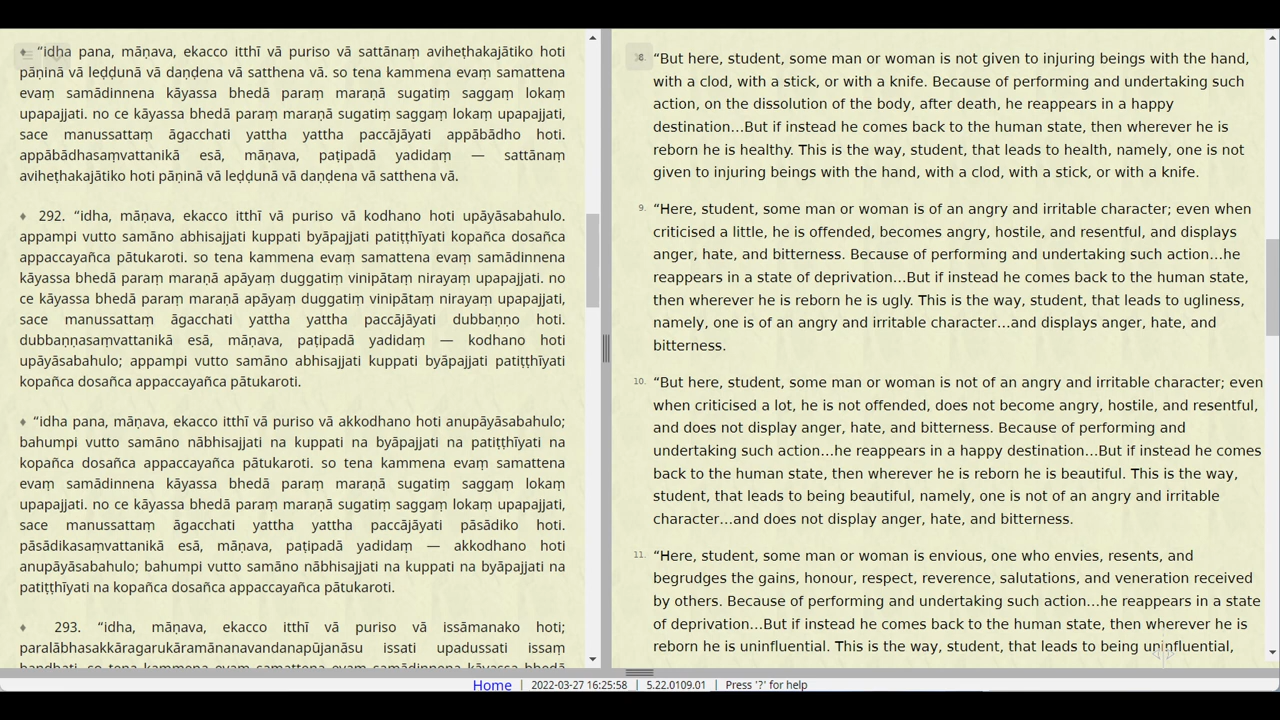 ♦ “idha pana, māṇava, ekacco itthī vā puriso vā sattānaṃ aviheṭhakajātiko hoti
pāṇinā vā leḍḍunā vā daṇḍena vā satthena vā. so tena kammena evaṃ samattena
evaṃ samādinnena kāyassa bhedā paraṃ maraṇā sugatiṃ saggaṃ lokaṃ
upapajjati. no ce kāyassa bhedā paraṃ maraṇā sugatiṃ saggaṃ lokaṃ upapajjati,
sace manussattaṃ āgacchati yattha yattha paccājāyati appābādho hoti.
appābādhasaṃvattanikā esā, māṇava, paṭipadā yadidaṃ — sattānaṃ
aviheṭhakajātiko hoti pāṇinā vā leḍḍunā vā daṇḍena vā satthena vā.
♦ 292. “idha, māṇava, ekacco itthī vā puriso vā kodhano hoti upāyāsabahulo.
appampi vutto samāno abhisajjati kuppati byāpajjati patiṭṭhīyati kopañca dosañca
appaccayañca pātukaroti. so tena kammena evaṃ samattena evaṃ samādinnena
kāyassa bhedā paraṃ maraṇā apāyaṃ duggatiṃ vinipātaṃ nirayaṃ upapajjati. no
ce kāyassa bhedā paraṃ maraṇā apāyaṃ duggatiṃ vinipātaṃ nirayaṃ upapajjati,
sace manussattaṃ āgacchati yattha yattha paccājāyati dubbaṇṇo hoti.
dubbaṇṇasaṃvattanikā esā, māṇava, paṭipadā yadidaṃ — kodhano hoti
upāyāsabahulo; appampi vutto samāno abhisajjati kuppati byāpajjati patiṭṭhīyati
kopañca dosañca appaccayañca pātukaroti.
♦ “idha pana, māṇava, ekacco itthī vā puriso vā akkodhano hoti anupāyāsabahulo;
bahumpi vutto samāno nābhisajjati na kuppati na byāpajjati na patiṭṭhīyati na
kopañca dosañca appaccayañca pātukaroti. so tena kammena evaṃ samattena
evaṃ samādinnena kāyassa bhedā paraṃ maraṇā sugatiṃ saggaṃ lokaṃ
upapajjati. no ce kāyassa bhedā paraṃ maraṇā sugatiṃ saggaṃ lokaṃ upapajjati,
sace manussattaṃ āgacchati yattha yattha paccājāyati pāsādiko hoti.
pāsādikasaṃvattanikā esā, māṇava, paṭipadā yadidaṃ — akkodhano hoti
anupāyāsabahulo; bahumpi vutto samāno nābhisajjati na kuppati na byāpajjati na
patiṭṭhīyati na kopañca dosañca appaccayañca pātukaroti.
♦ 293. “idha, māṇava, ekacco itthī vā puriso vā issāmanako hoti;
paralābhasakkāragarukāramānanavandanapūjanāsu issati upadussati issaṃ
bandhati. so tena kammena evaṃ samattena evaṃ samādinnena kāyassa bhedā
8. “But here, student, some man or woman is not given to injuring beings with the hand,
with a clod, with a stick, or with a knife. Because of performing and undertaking such
action, on the dissolution of the body, after death, he reappears in a happy
destination…But if instead he comes back to the human state, then wherever he is
reborn he is healthy. This is the way, student, that leads to health, namely, one is not
given to injuring beings with the hand, with a clod, with a stick, or with a knife.
9. “Here, student, some man or woman is of an angry and irritable character; even when
criticised a little, he is offended, becomes angry, hostile, and resentful, and displays
anger, hate, and bitterness. Because of performing and undertaking such action…he
reappears in a state of deprivation…But if instead he comes back to the human state,
then wherever he is reborn he is ugly. This is the way, student, that leads to ugliness,
namely, one is of an angry and irritable character…and displays anger, hate, and
bitterness.
10. “But here, student, some man or woman is not of an angry and irritable character; even
when criticised a lot, he is not offended, does not become angry, hostile, and resentful,
and does not display anger, hate, and bitterness. Because of performing and
undertaking such action…he reappears in a happy destination…But if instead he comes
back to the human state, then wherever he is reborn he is beautiful. This is the way,
student, that leads to being beautiful, namely, one is not of an angry and irritable
character…and does not display anger, hate, and bitterness.
11. “Here, student, some man or woman is envious, one who envies, resents, and
begrudges the gains, honour, respect, reverence, salutations, and veneration received
by others. Because of performing and undertaking such action…he reappears in a state
of deprivation…But if instead he comes back to the human state, then wherever he is
reborn he is uninfluential. This is the way, student, that leads to being uninfluential,
Home | 2022-03-27 16:25:58 | 5.22.0109.01 | Press '?' for help